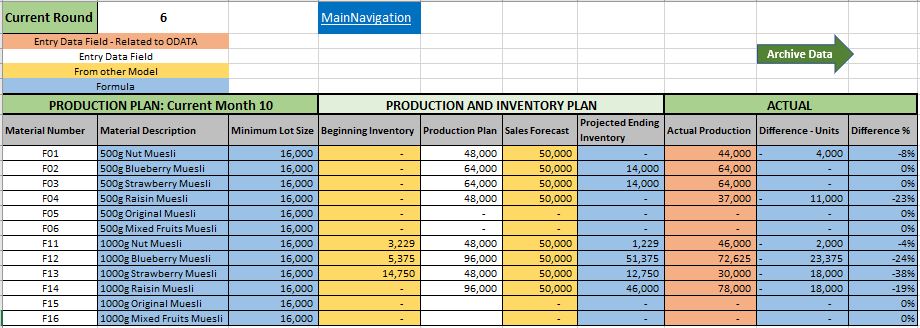 Current Round 6 MainNavigation
Entry Data Field - Related to ODATA
Entry Data Field
From other Model
Formula
Archive Data
PRODUCTION PLAN: Current Month 10 PRODUCTION AND INVENTORY PLAN ACTUAL
Material Number Material Description Minimum Lot Size Beginning Inventory Production Plan Sales Forecast Projected Ending Inventory Actual Production Difference - Units Difference %
F01 500g Nut Muesli 16,000 - 48,000 50,000 - 44,000 - 4,000 -8%
F02 500g Blueberry Muesli 16,000 - 64,000 50,000 14,000 64,000 - 0%
F03 500g Strawberry Muesli 16,000 - 64,000 50,000 14,000 64,000 - 0%
F04 500g Raisin Muesli 16,000 - 48,000 50,000 - 37,000 - 11,000 -23%
F05 500g Original Muesli 16,000 - - - - - - 0%
F06 500g Mixed Fruits Muesli 16,000 - - - - - - 0%
F11 1000g Nut Muesli 16,000 3,229 48,000 50,000 1,229 46,000 - 2,000 -4%
F12 1000g Blueberry Muesli 16,000 5,375 96,000 50,000 51,375 72,625 - 23,375 -24%
F13 1000g Strawberry Muesli 16,000 14,750 48,000 50,000 12,750 30,000 - 18,000 -38%
F14 1000g Raisin Muesli 16,000 - 96,000 50,000 46,000 78,000 - 18,000 -19%
F15 1000g Original Muesli 16,000 - - - - - 0%
F16 1000g Mixed Fruits Muesli 16,000 - - - - - 0%